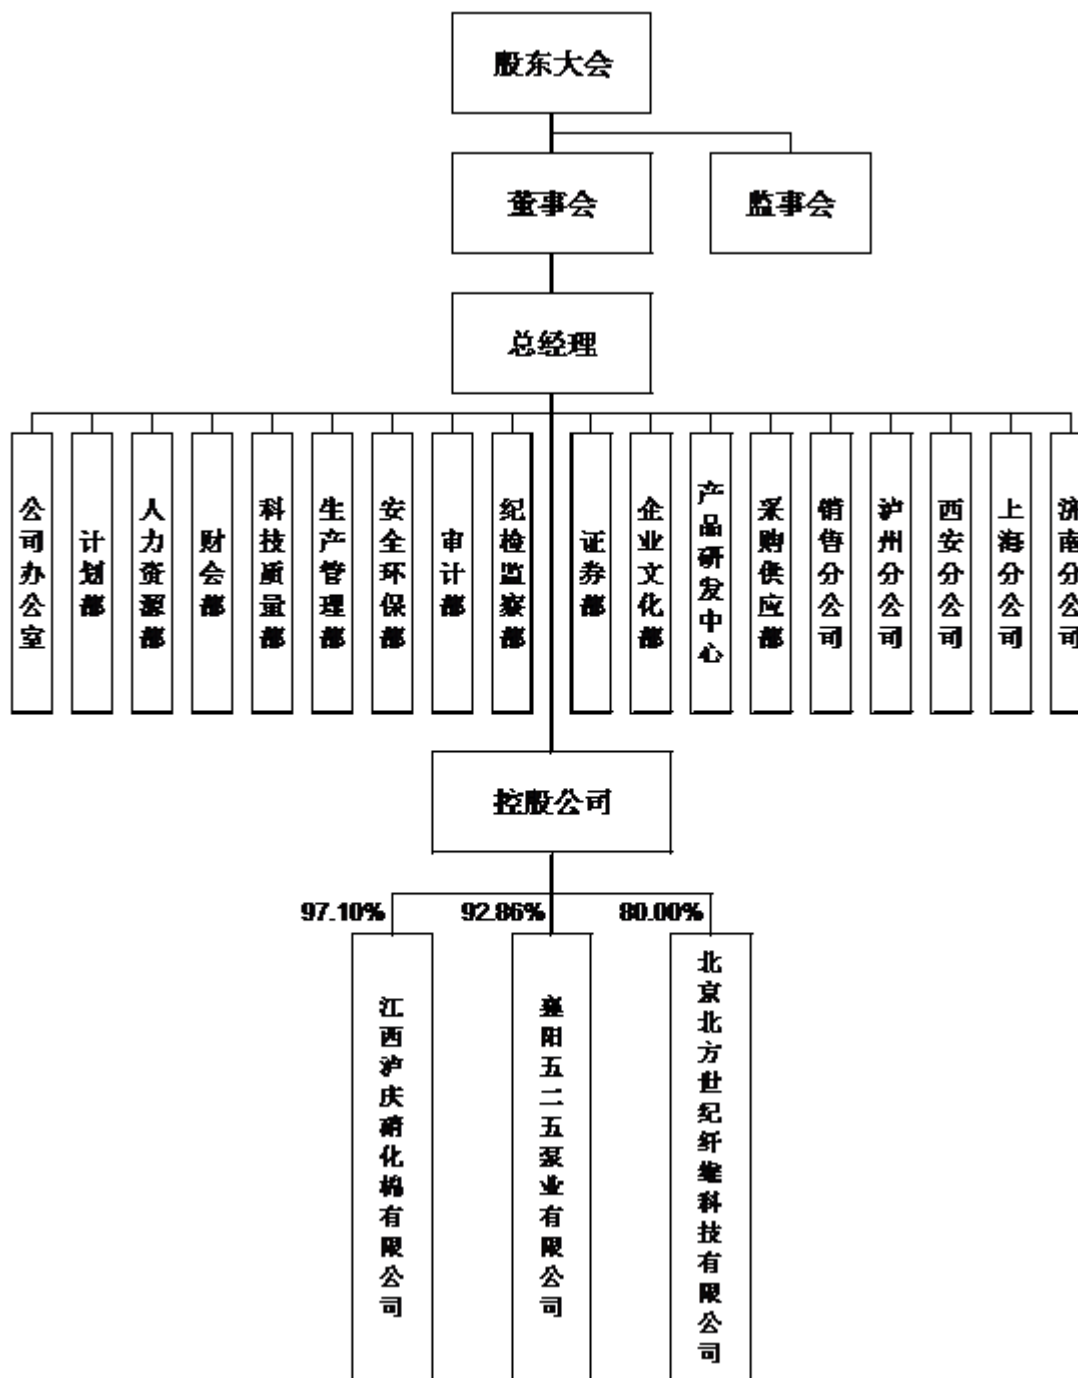 股东大会
董事会
监事会
总经理
公司办公室
计划部
人力资源部
财会部
科技质量部
生产管理部
安全环保部
审计部
纪检监察部
证券部
企业文化部
产品研发中心
采购供应部
销售分公司
泸州分公司
西安分公司
上海分公司
济南分公司
控股公司
97.10%
92.86%
80.00%
江西泸庆硝化棉有限公司
襄阳五二五泵业有限公司
北京北方世纪纤维科技有限公司